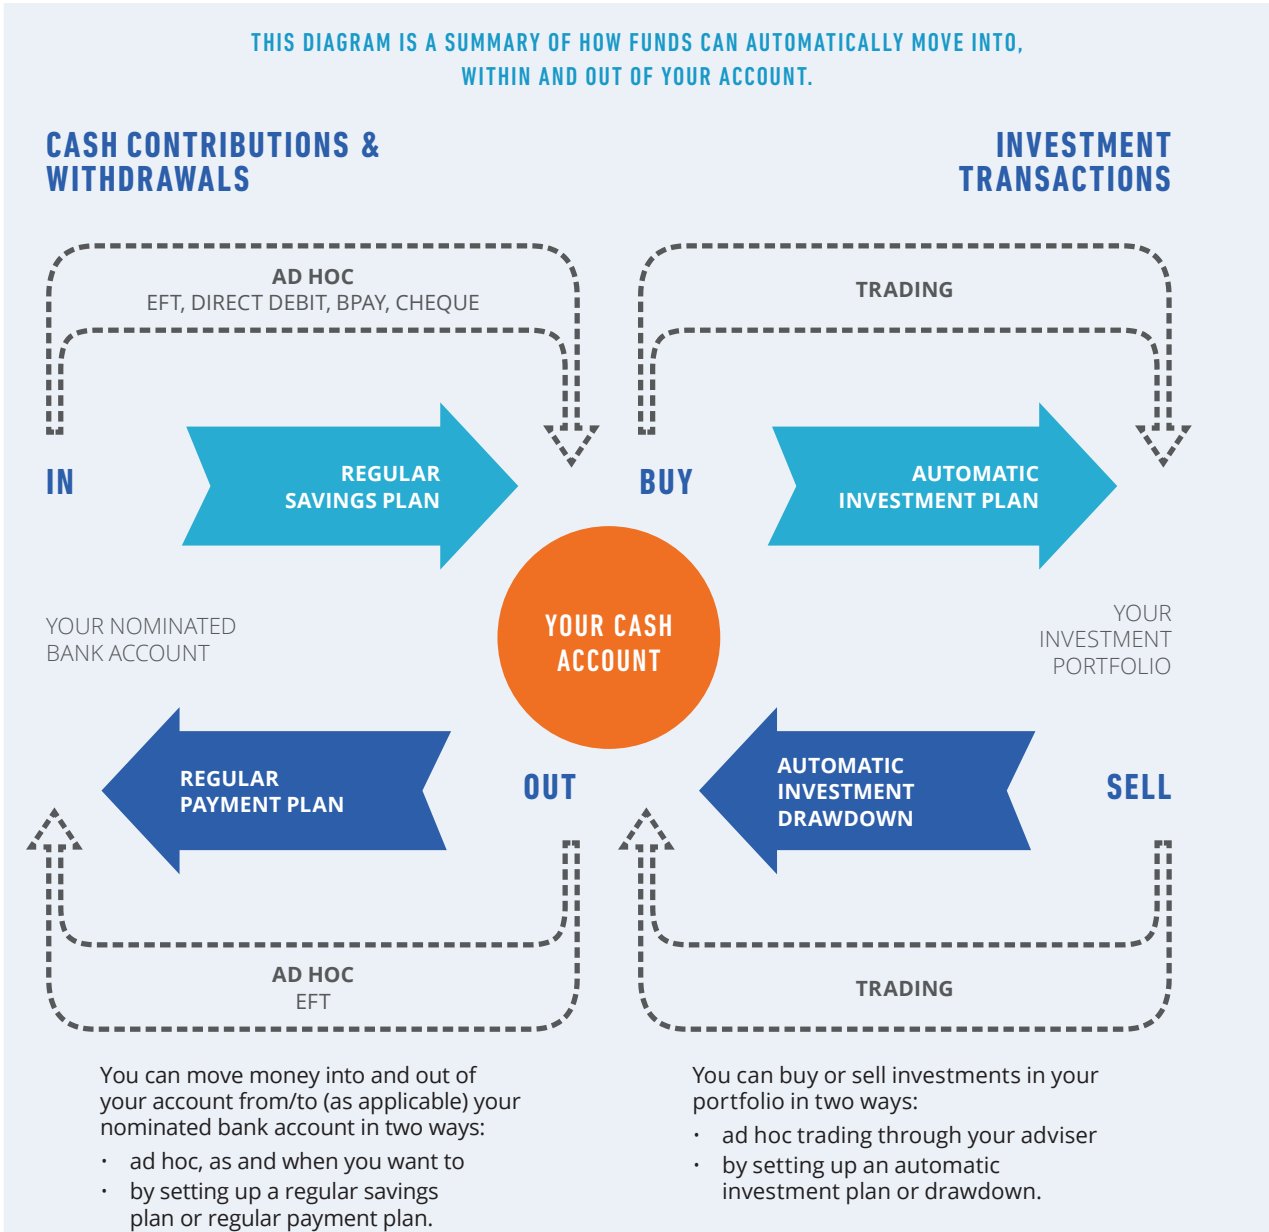 THIS DIAGRAM IS A SUMMARY OF HOW FUNDS CAN AUTOMATICALLY MOVE INTO,
WITHIN AND OUT OF YOUR ACCOUNT.
CASH CONTRIBUTIONS &
WITHDRAWALS
INVESTMENT
TRANSACTIONS
AD HOC
EFT, DIRECT DEBIT, BPAY, CHEQUE
TRADING
IN
REGULAR
SAVINGS PLAN
BUY
AUTOMATIC
INVESTMENT PLAN
YOUR NOMINATED
BANK ACCOUNT
YOUR CASH
ACCOUNT
YOUR
INVESTMENT
PORTFOLIO
REGULAR
PAYMENT PLAN
OUT
AUTOMATIC
INVESTMENT
DRAWDOWN
SELL
AD HOC
EFT
TRADING
You can move money into and out of
your account from/to (as applicable) your
nominated bank account in two ways:
· ad hoc, as and when you want to
· by setting up a regular savings
plan or regular payment plan.
You can buy or sell investments in your
portfolio in two ways:
· ad hoc trading through your adviser
· by setting up an automatic
investment plan or drawdown.